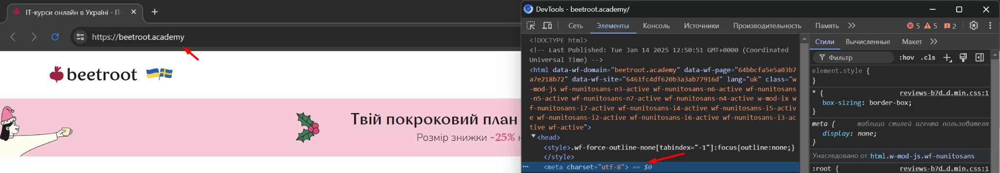 IT-курси онлайн в Україні - IT-
https://beetroot.academy
beetroot
Твій покроковий план
Розмір знижки -25% н
DevTools - beetroot.academy/
Сеть Элементы Консоль Источники Производительность Память 5 5 2
<!DOCTYPE html>
<!-- Last Published: Tue Jan 14 2025 12:50:51 GMT+0000 (Coordinated
Universal Time) -->
<html data-wf-domain="beetroot.academy" data-wf-page="64bbcfa5e5a03b7
a7e218b72" data-wf-site="6461fc4df620b3a3ab77916d" lang="uk" class="w
-mod-js wf-nunitosans-n3-active wf-nunitosans-n6-active wf-nunitosans
-n5-active wf-nunitosans-n7-active wf-nunitosans-n4-active w-mod-ix w
f-nunitosans-i7-active wf-nunitosans-i4-active wf-nunitosans-i5-activ
e wf-nunitosans-i2-active wf-nunitosans-i6-active wf-nunitosans-i3-ac
tive wf-active">
<head>
<style>.wf-force-outline-none[tabindex="-1"]:focus{outline:none;}
</style>
<meta charset="utf-8"> == $0
Стили Вычисленные Макет
Фильтр :hov .cls
element.style {
}
* { reviews-b7d…d.min.css:1
box-sizing: border-box;
}
meta { таблица стилей агента пользователя
display: none;
}
Унаследовано от html.w-mod-js.wf-nunitosans
:root { reviews-b7d…d.min.css:1